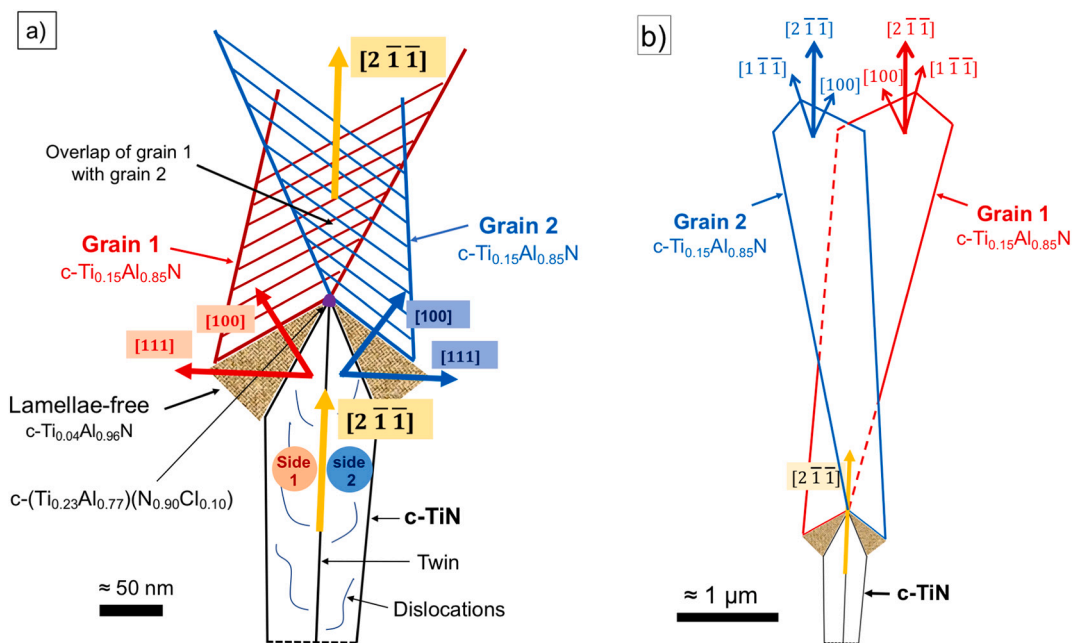 a)
[2 1̅ 1̅]
Overlap of grain 1
with grain 2
Grain 1
c-Ti₀.₁₅Al₀.₈₅N
Grain 2
c-Ti₀.₁₅Al₀.₈₅N
[100]
[111]
[100]
[111]
Lamellae-free
c-Ti₀.₀₄Al₀.₉₆N
[2 1̅ 1̅]
Side
1
side
2
c-(Ti₀.₂₃Al₀.₇₇)(N₀.₉₀Cl₀.₁₀)
c-TiN
Twin
Dislocations
≈ 50 nm
b)
[2 1̅ 1̅]
[2 1̅ 1̅]
[1 1̅ 1̅]
[100]
[100]
[1 1̅ 1̅]
Grain 2
c-Ti₀.₁₅Al₀.₈₅N
Grain 1
c-Ti₀.₁₅Al₀.₈₅N
[2 1̅ 1̅]
≈ 1 µm
c-TiN